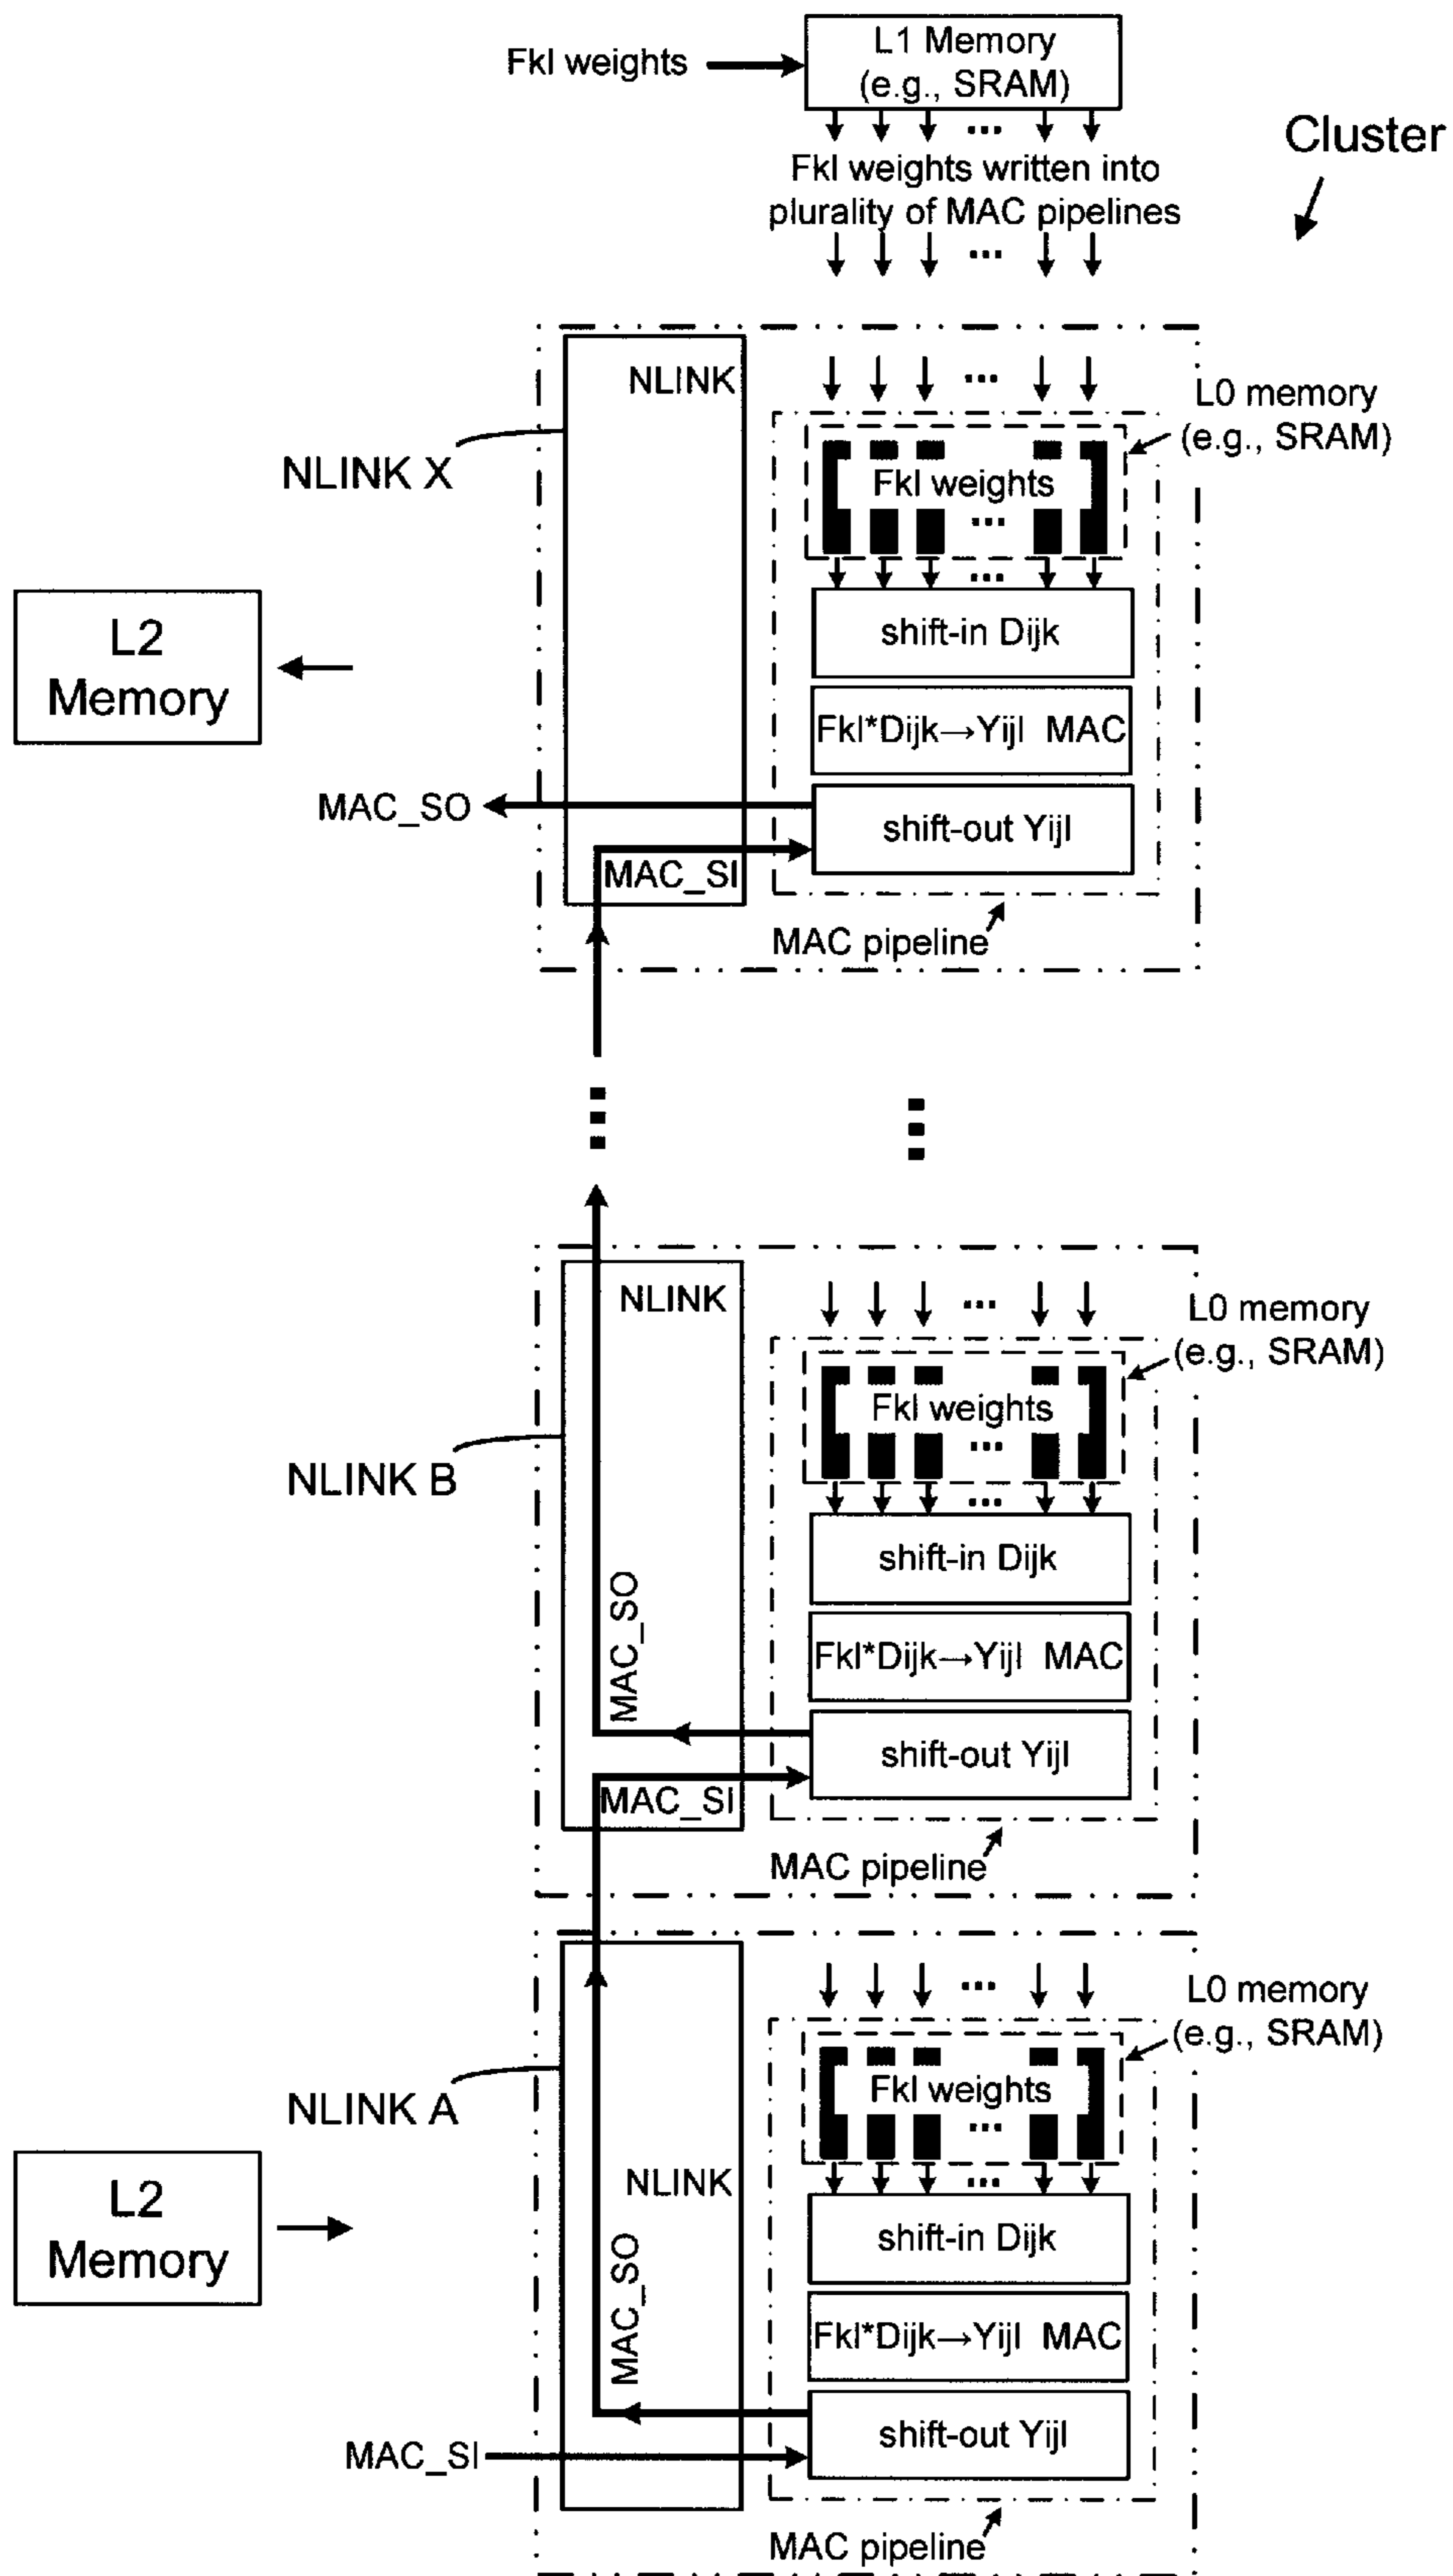 Fkl weights
L1 Memory
(e.g., SRAM)
...
Cluster
Fkl weights written into
plurality of MAC pipelines
...
NLINK
...
L0 memory
(e.g., SRAM)
NLINK X
Fkl weights
...
...
shift-in Dijk
L2
Memory
Fkl*Dijk→Yijl MAC
MAC_SO
shift-out Yijl
MAC_SI
MAC pipeline
NLINK
...
L0 memory
(e.g., SRAM)
Fkl weights
...
NLINK B
...
shift-in Dijk
MAC_SO
Fkl*Dijk→Yijl MAC
shift-out Yijl
MAC_SI
MAC pipeline
...
L0 memory
(e.g., SRAM)
Fkl weights
NLINK A
...
NLINK
...
L2
Memory
shift-in Dijk
MAC_SO
Fkl*Dijk→Yijl MAC
shift-out Yijl
MAC_SI
MAC pipeline